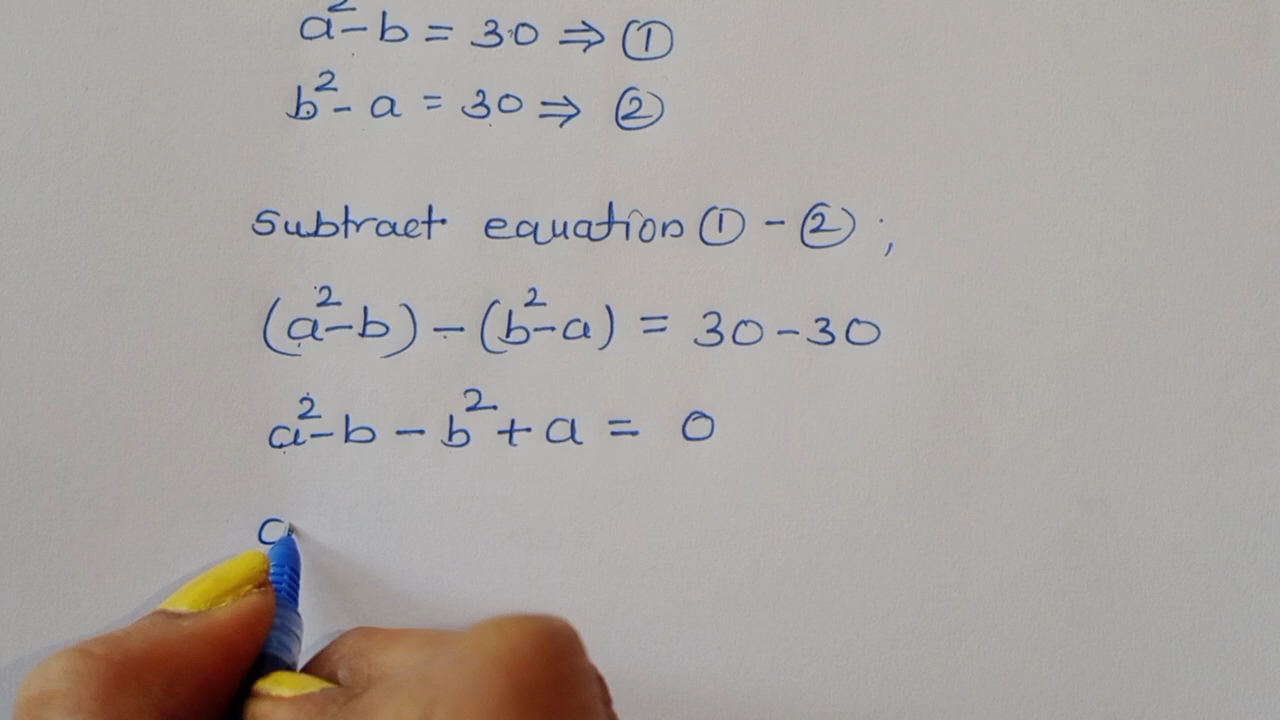 a² - b = 30 ⇒ ①
b² - a = 30 ⇒ ②
Subtract equation ① - ② ;
(a² - b) - (b² - a) = 30 - 30
a² - b - b² + a = 0